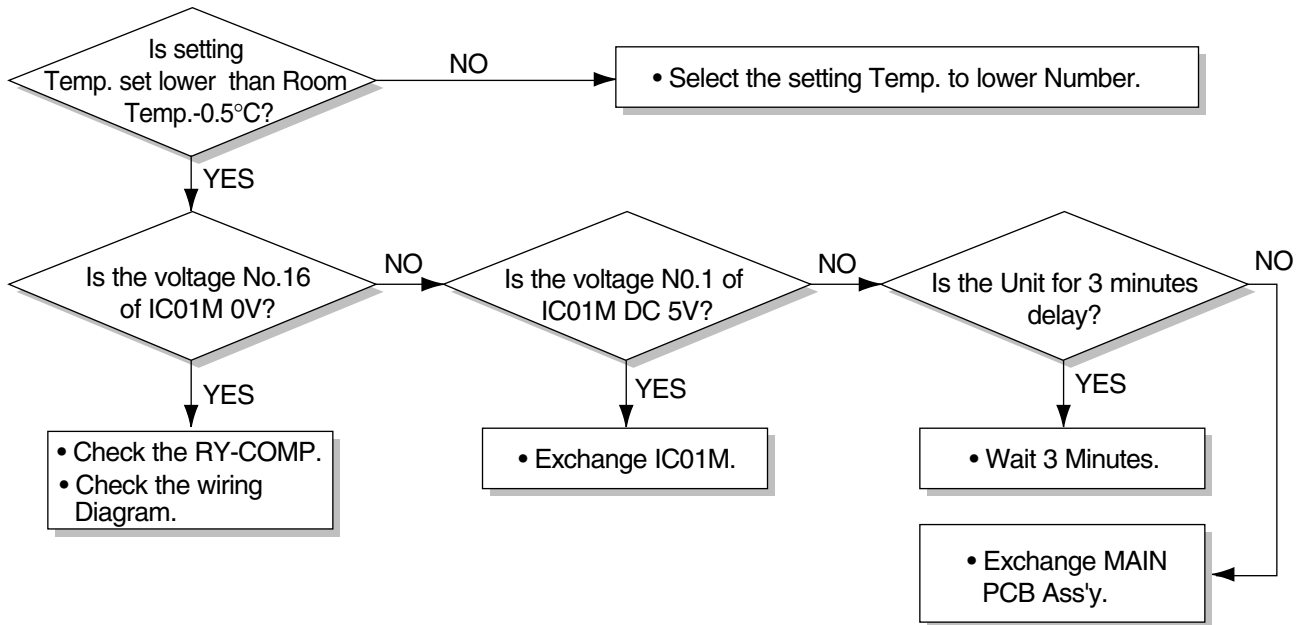 Is setting
Temp. set lower than Room
Temp.-0.5°C?
NO
• Select the setting Temp. to lower Number.
YES
Is the voltage No.16
of IC01M 0V?
NO
Is the voltage N0.1 of
IC01M DC 5V?
NO
Is the Unit for 3 minutes
delay?
NO
YES
YES
YES
• Check the RY-COMP.
• Check the wiring
Diagram.
• Exchange IC01M.
• Wait 3 Minutes.
• Exchange MAIN
PCB Ass'y.